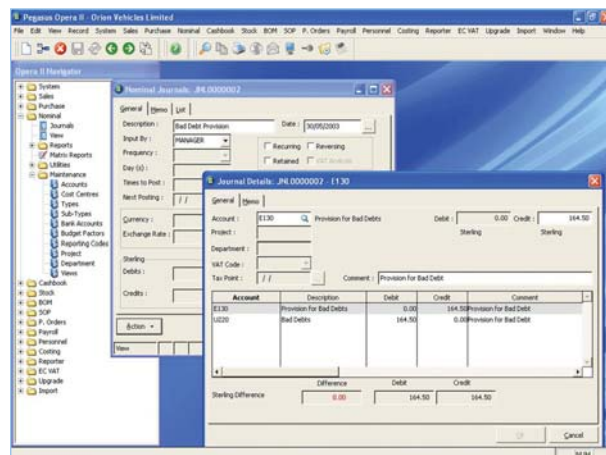 Pegasus Opera II - Orion Vehicles Limited
File Edit View Record System Sales Purchase Nominal Cashbook Stock BOM SOP P. Orders Payroll Personnel Costing Reporter EC VAT Upgrade Import Window Help
Opera II Navigator
System
Sales
Purchase
Nominal
Journals
View
Reports
Matrix Reports
Utilities
Maintenance
Accounts
Cost Centres
Types
Sub-Types
Bank Accounts
Budget Factors
Reporting Codes
Project
Department
Views
Cashbook
Stock
BOM
SOP
P. Orders
Payroll
Personnel
Costing
Reporter
EC VAT
Upgrade
Import
Nominal Journals: JNL0000002
General Memo List
Description : Bad Debt Provision Date : 30/05/2003 ...
Input By : MANAGER
Frequency : Recurring Reversing
Day (s) : Retained VAT Analysis
Times to Post :
Next Posting : / /
Currency :
Exchange Rate :
Sterling
Debits :
Credits :
Action
View
Journal Details: JNL0000002 - E130
General Memo
Account : E130 Provision for Bad Debts Debit : 0.00 Credit : 164.50
Project : Sterling Sterling
Department :
VAT Code :
Tax Point : / / ... Comment : Provision for Bad Debt
Account Description Debit Credit Comment
E130 Provision for Bad Debts 0.00 164.50 Provision for Bad Debt
U220 Bad Debts 164.50 0.00 Provision for Bad Debt
Difference Debit Credit
Sterling Difference 0.00 164.50 164.50
Cancel
NUM